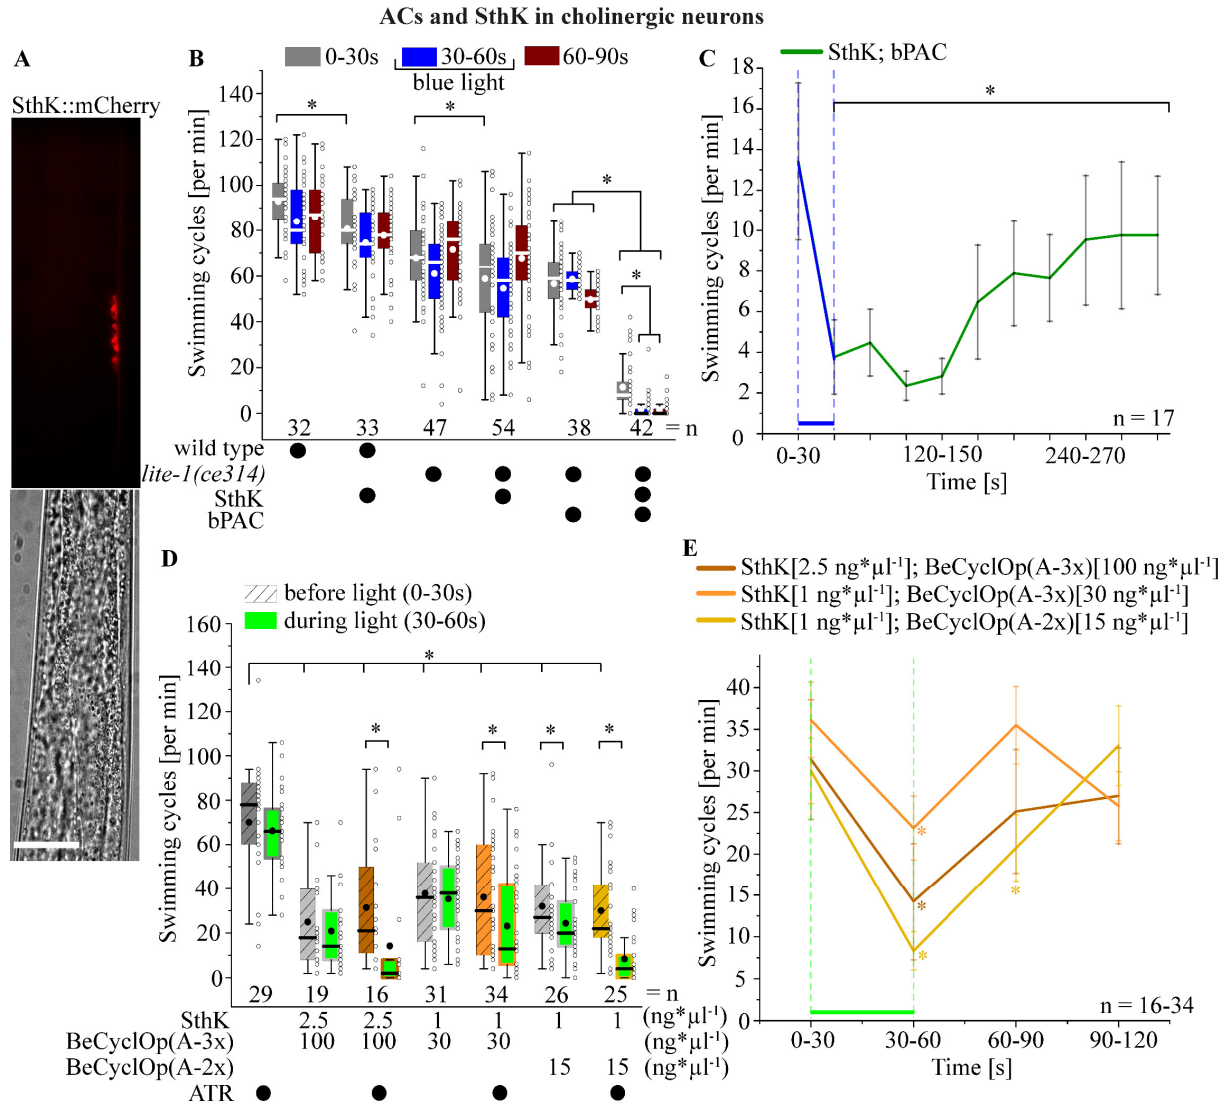 ACs and SthK in cholinergic neurons
A
SthK::mCherry
B
0-30s
30-60s
60-90s
blue light
Swimming cycles [per min]
140
120
100
80
60
40
20
0
*
*
*
*
32
33
47
54
38
42
= n
wild type
lite-1(ce314)
SthK
bPAC
C
SthK; bPAC
Swimming cycles [per min]
18
16
14
12
10
8
6
4
2
0
*
n = 17
0-30
120-150
240-270
Time [s]
D
before light (0-30s)
during light (30-60s)
Swimming cycles [per min]
160
140
120
100
80
60
40
20
0
*
*
*
*
*
29
19
16
31
34
26
25
= n
SthK 2.5 2.5 1 1 1 1 (ng*µl-1)
BeCyclOp(A-3x) 100 100 30 30 (ng*µl-1)
BeCyclOp(A-2x) 15 15 (ng*µl-1)
ATR
E
SthK[2.5 ng*µl-1]; BeCyclOp(A-3x)[100 ng*µl-1]
SthK[1 ng*µl-1]; BeCyclOp(A-3x)[30 ng*µl-1]
SthK[1 ng*µl-1]; BeCyclOp(A-2x)[15 ng*µl-1]
Swimming cycles [per min]
40
35
30
25
20
15
10
5
0
*
*
*
*
n = 16-34
0-30
30-60
60-90
90-120
Time [s]